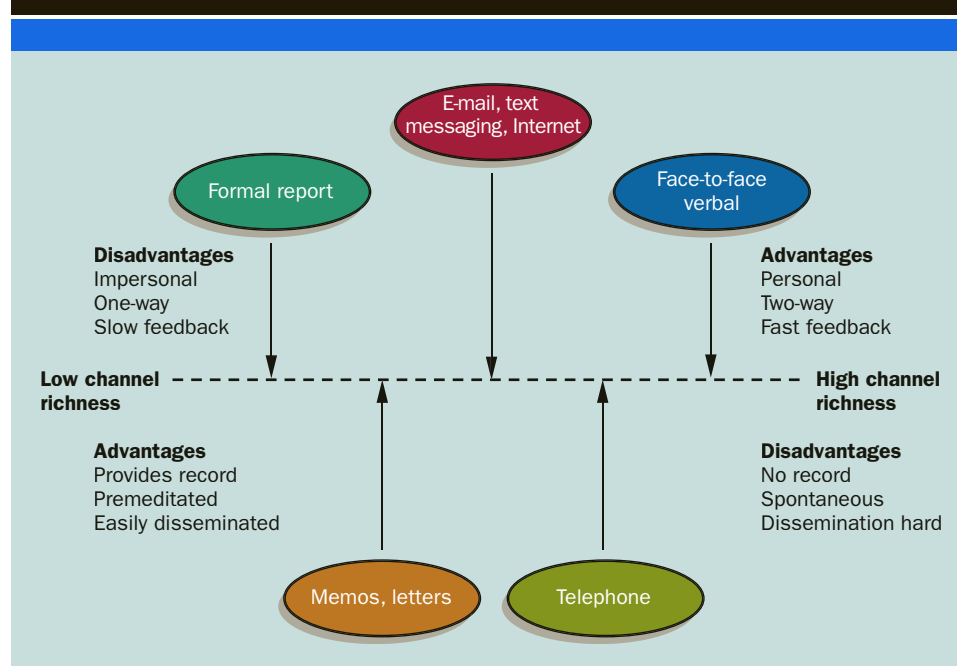 E-mail, text
messaging, Internet
Formal report
Face-to-face
verbal
Disadvantages
Impersonal
One-way
Slow feedback
Advantages
Personal
Two-way
Fast feedback
Low channel
richness
High channel
richness
Advantages
Provides record
Premeditated
Easily disseminated
Disadvantages
No record
Spontaneous
Dissemination hard
Memos, letters
Telephone